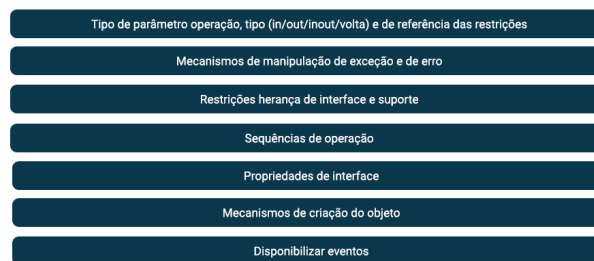 Tipo de parâmetro operação, tipo (in/out/inout/volta) e de referência das restrições
Mecanismos de manipulação de exceção e de erro
Restrições herança de interface e suporte
Sequências de operação
Propriedades de interface
Mecanismos de criação do objeto
Disponibilizar eventos